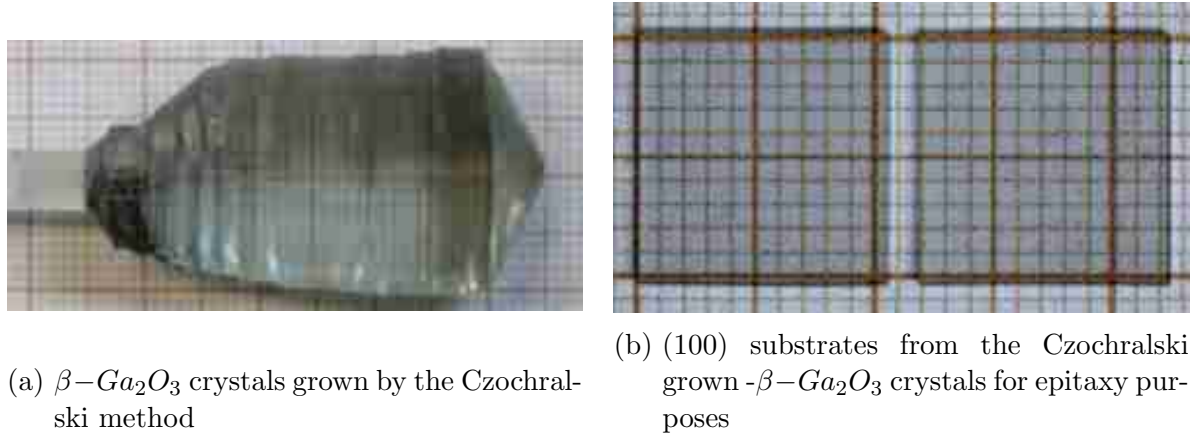 (a) β−Ga₂O₃ crystals grown by the Czochral-
ski method
(b) (100) substrates from the Czochralski
grown -β−Ga₂O₃ crystals for epitaxy pur-
poses